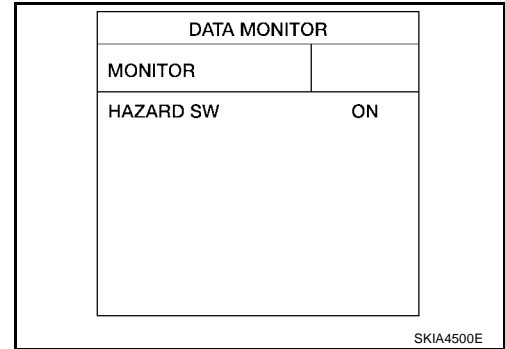 DATA MONITOR
MONITOR
HAZARD SW ON
SKIA4500E